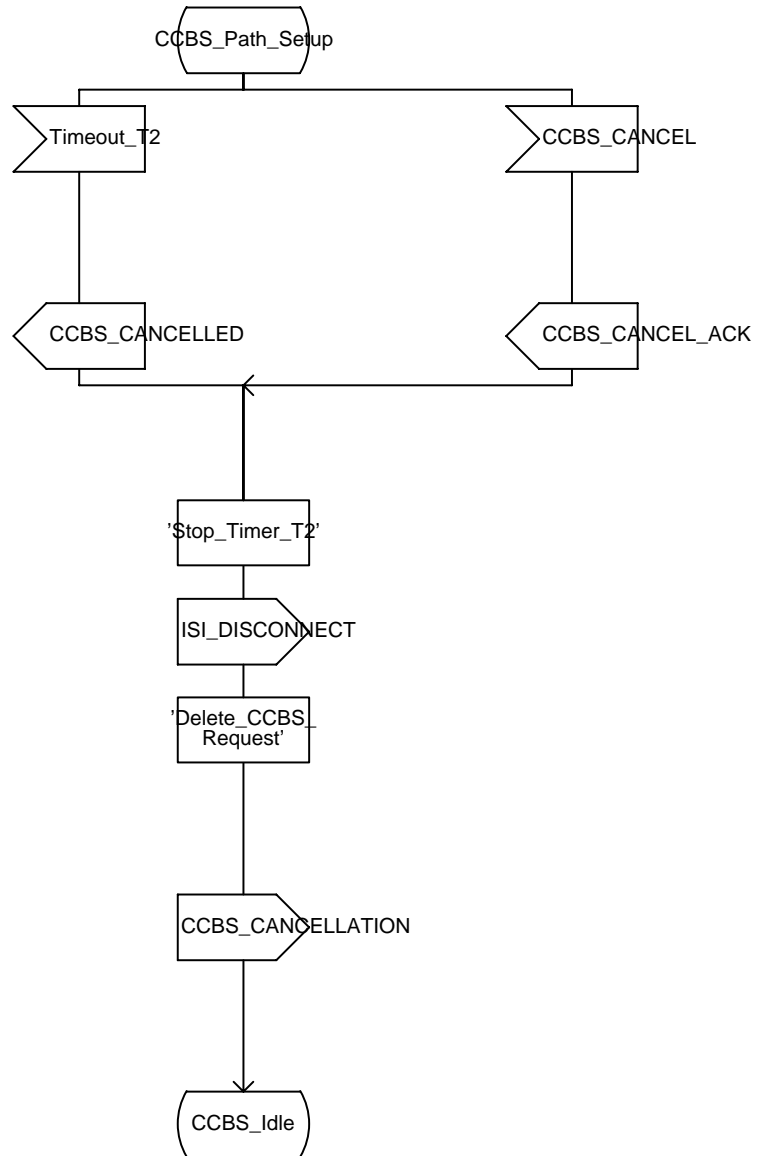 CCBS_Path_Setup
Timeout_T2
CCBS_CANCEL
CCBS_CANCELLED
CCBS_CANCEL_ACK
’Stop_Timer_T2’
ISI_DISCONNECT
’Delete_CCBS_
Request’
CCBS_CANCELLATION
CCBS_Idle